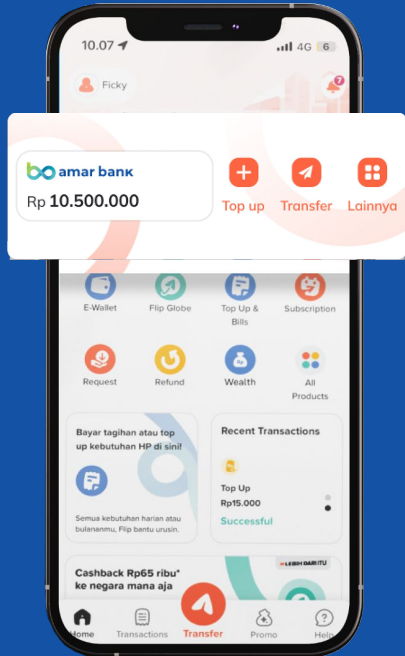 10.07
4G 6
Ficky
7
amar bank
Rp 10.500.000
Top up Transfer Lainnya
E-Wallet Flip Globe Top Up & Subscription
Bills
Request Refund Wealth All
Products
Bayar tagihan atau top
up kebutuhan HP di sini!
Semua kebutuhan harian atau
bulananmu, Flip bantu urusin.
Recent Transactions
Top Up
Rp15.000
Successful
Cashback Rp65 ribu*
ke negara mana aja
LEBIH DARI ITU
Home Transactions Transfer Promo Help